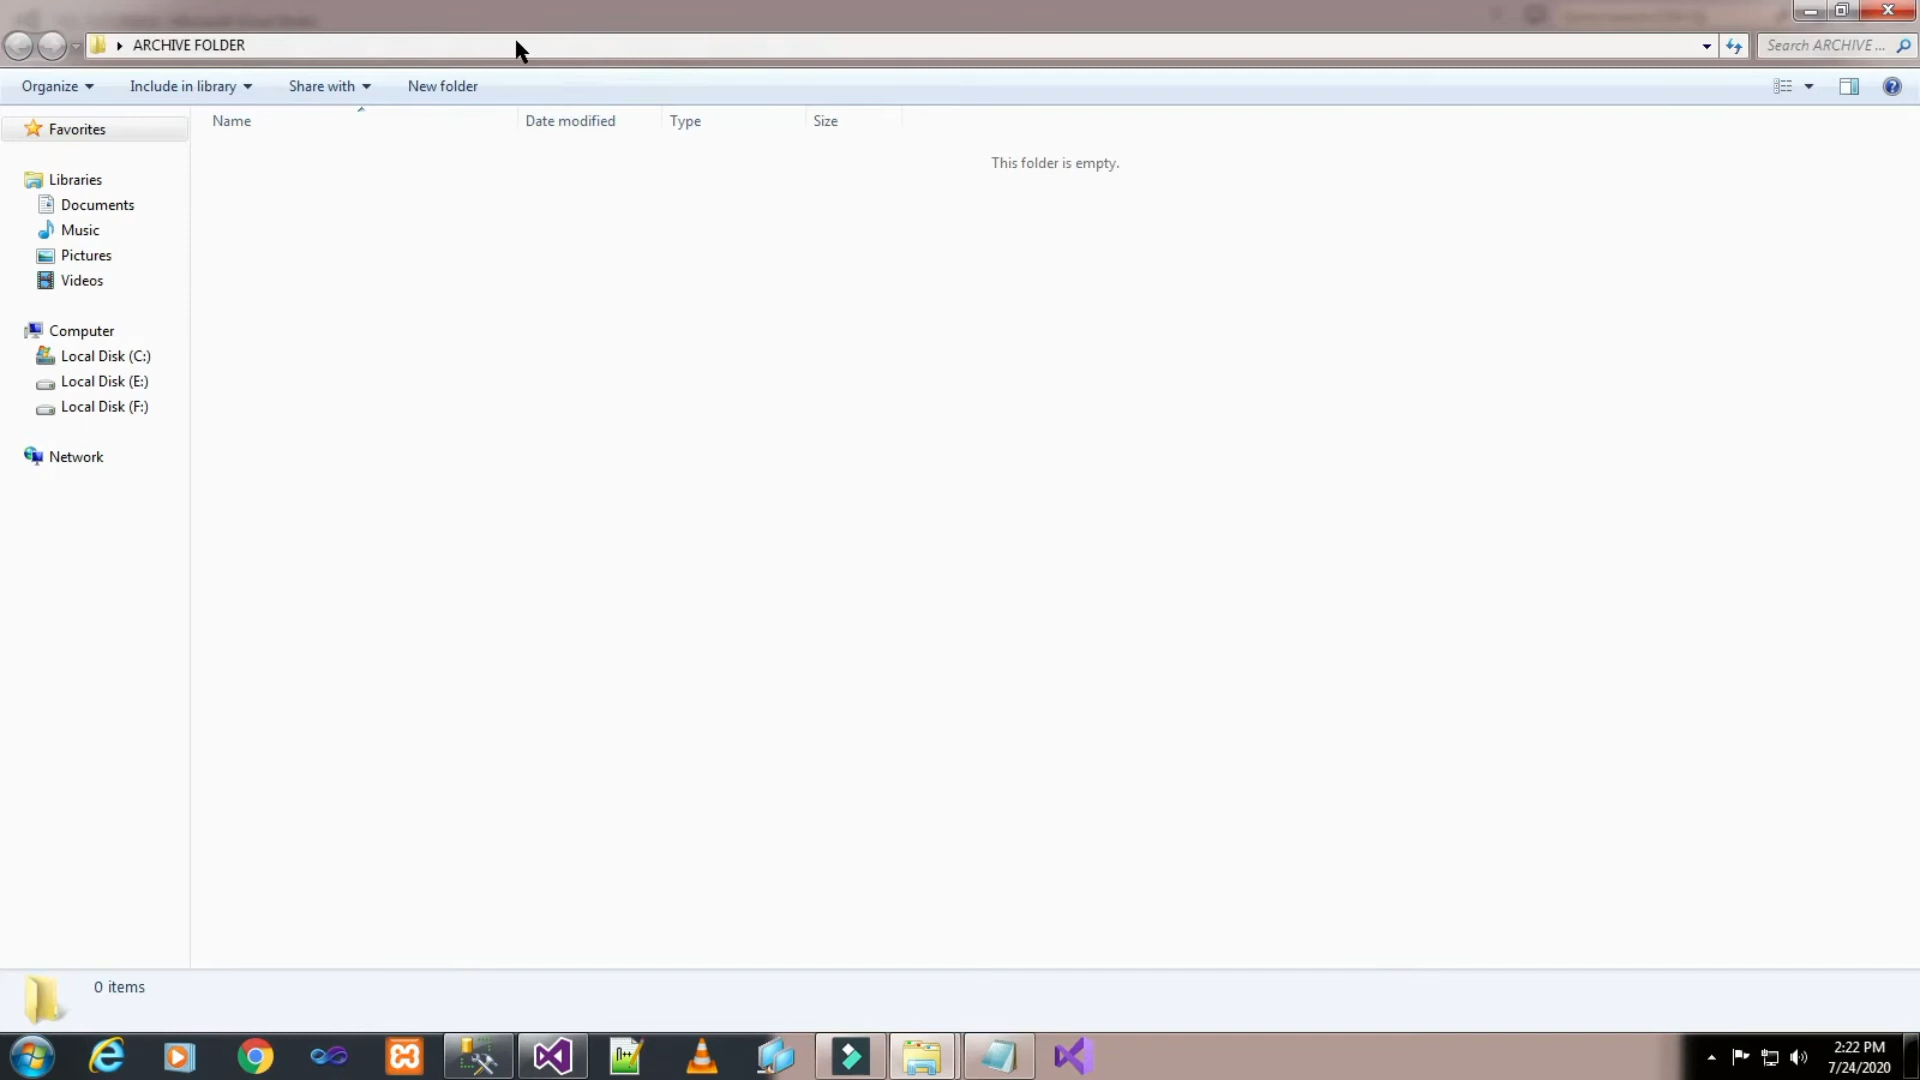 ARCHIVE FOLDER
Search ARCHIVE ...
Organize
Include in library
Share with
New folder
Name
Date modified
Type
Size
This folder is empty.
Favorites
Libraries
Documents
Music
Pictures
Videos
Computer
Local Disk (C:)
Local Disk (E:)
Local Disk (F:)
Network
0 items
2:22 PM
7/24/2020